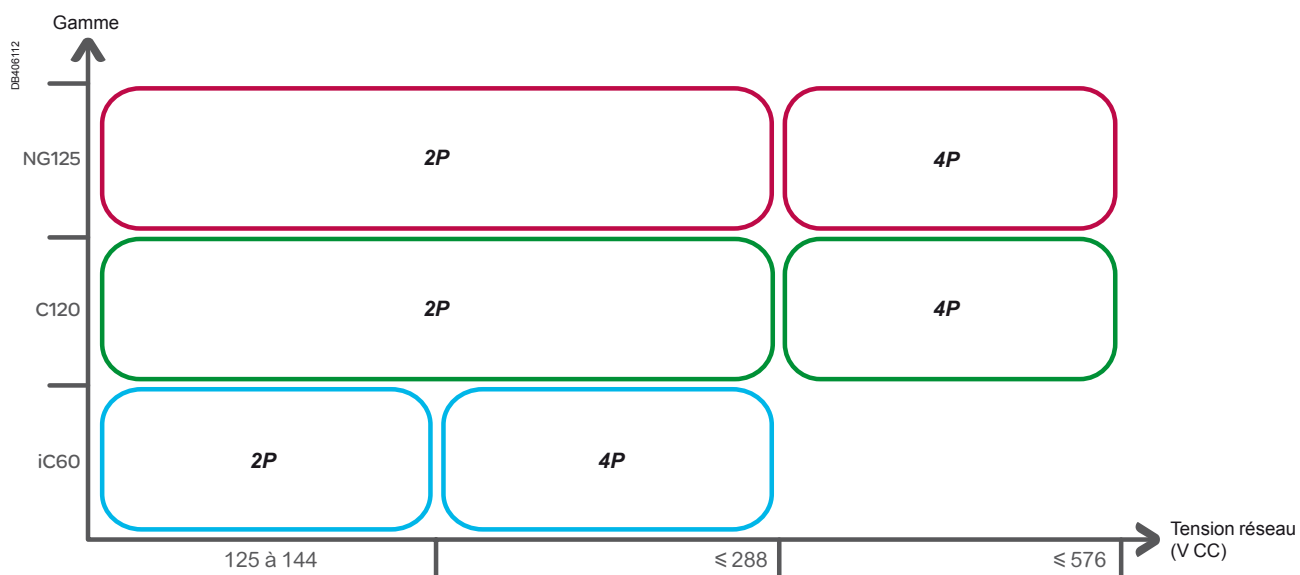 Gamme
DB406112
NG125
2P
4P
C120
2P
4P
iC60
2P
4P
125 à 144
≤ 288
≤ 576
Tension réseau
(V CC)